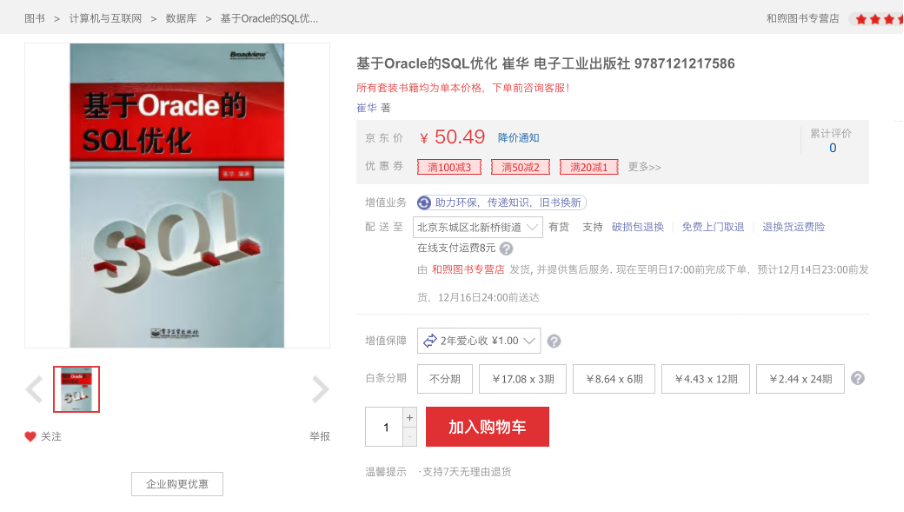 图书 > 计算机与互联网 > 数据库 > 基于Oracle的SQL优...
和煦图书专营店
Broadview
基于Oracle的
SQL优化
崔华 编著
SQL
电子工业出版社
基于Oracle的SQL优化 崔华 电子工业出版社 9787121217586
所有套装书籍均为单本价格，下单前咨询客服！
崔华 著
京东价 ¥ 50.49 降价通知
累计评价
0
优惠券 满100减3 满50减2 满20减1 更多>>
增值业务 助力环保，传递知识，旧书换新
配送至 北京东城区北新桥街道 有货 支持 破损包退换 免费上门取退 退换货运费险
在线支付运费8元
由 和煦图书专营店 发货, 并提供售后服务. 现在至明日17:00前完成下单，预计12月14日23:00前发
货，12月16日24:00前送达
增值保障 2年爱心收 ¥1.00
白条分期 不分期 ￥17.08 x 3期 ￥8.64 x 6期 ￥4.43 x 12期 ￥2.44 x 24期
1 + - 加入购物车
关注 举报
温馨提示 ·支持7天无理由退货
企业购更优惠